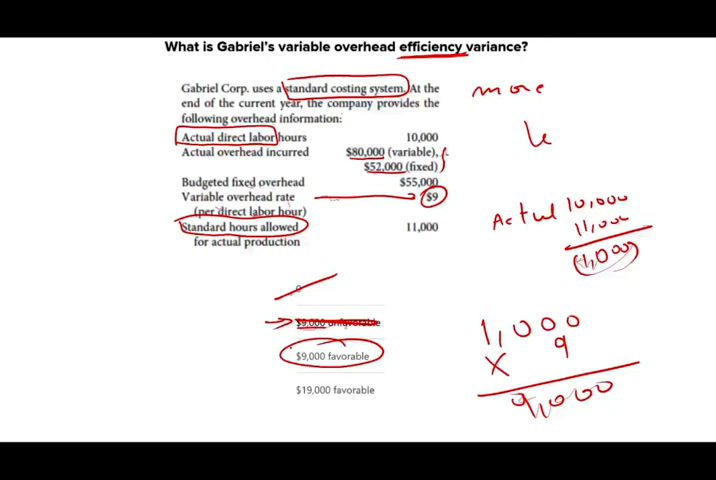 What is Gabriel's variable overhead efficiency variance?
Gabriel Corp. uses a standard costing system. At the
end of the current year, the company provides the
following overhead information:
Actual direct labor hours 10,000
Actual overhead incurred $80,000 (variable),
$52,000 (fixed)
Budgeted fixed overhead $55,000
Variable overhead rate $9
(per direct labor hour)
Standard hours allowed 11,000
for actual production
more
Actual 10,000
11,000
(1,000)
$9,000 unfavorable
$9,000 favorable
$19,000 favorable
1,000
X 9
9,000